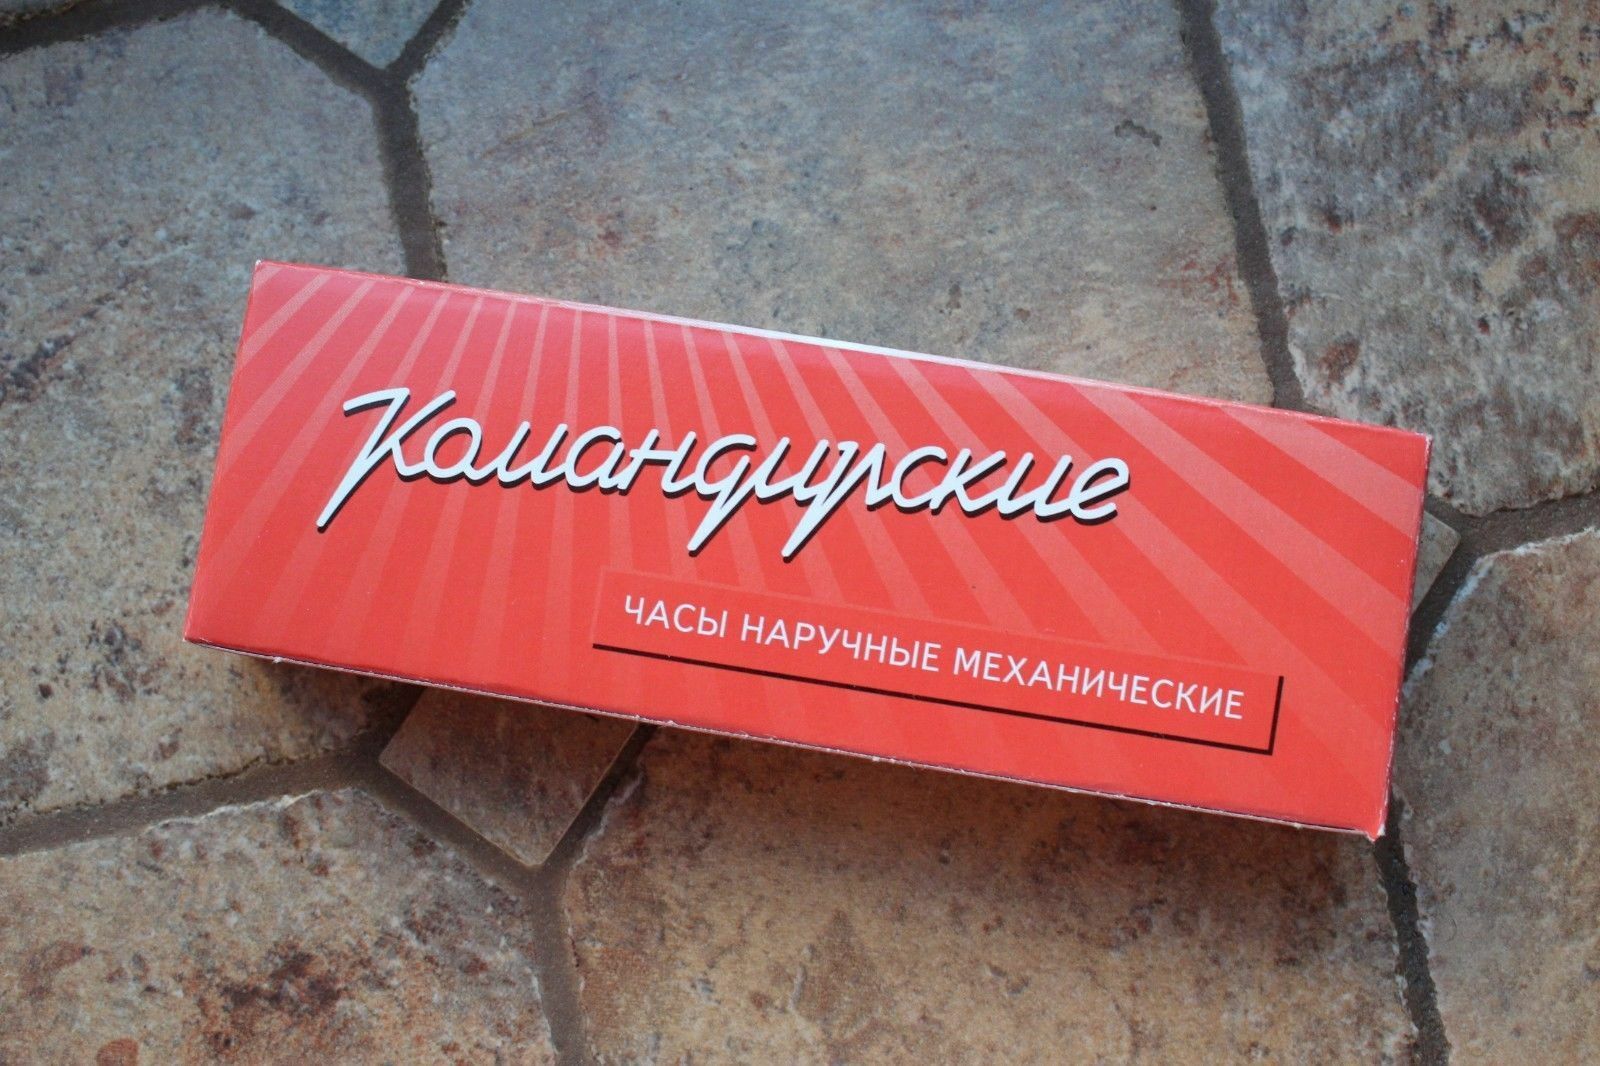 Командирские
ЧАСЫ НАРУЧНЫЕ МЕХАНИЧЕСКИЕ